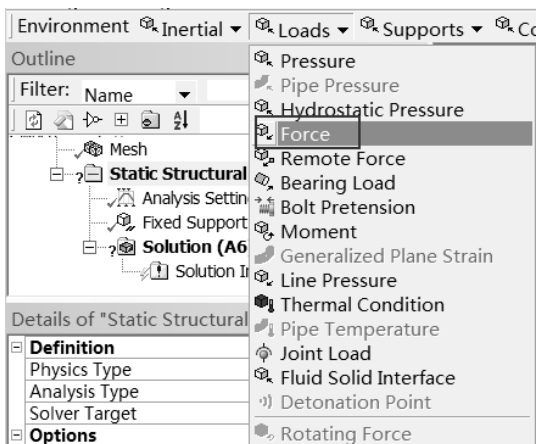 Environment Inertial Loads Supports Co
Outline
Filter: Name
Mesh
Static Structural
Analysis Settin
Fixed Support
Solution (A6
Solution In
Details of "Static Structural
Definition
Physics Type
Analysis Type
Solver Target
Options
Pressure
Pipe Pressure
Hydrostatic Pressure
Force
Remote Force
Bearing Load
Bolt Pretension
Moment
Generalized Plane Strain
Line Pressure
Thermal Condition
Pipe Temperature
Joint Load
Fluid Solid Interface
Detonation Point
Rotating Force